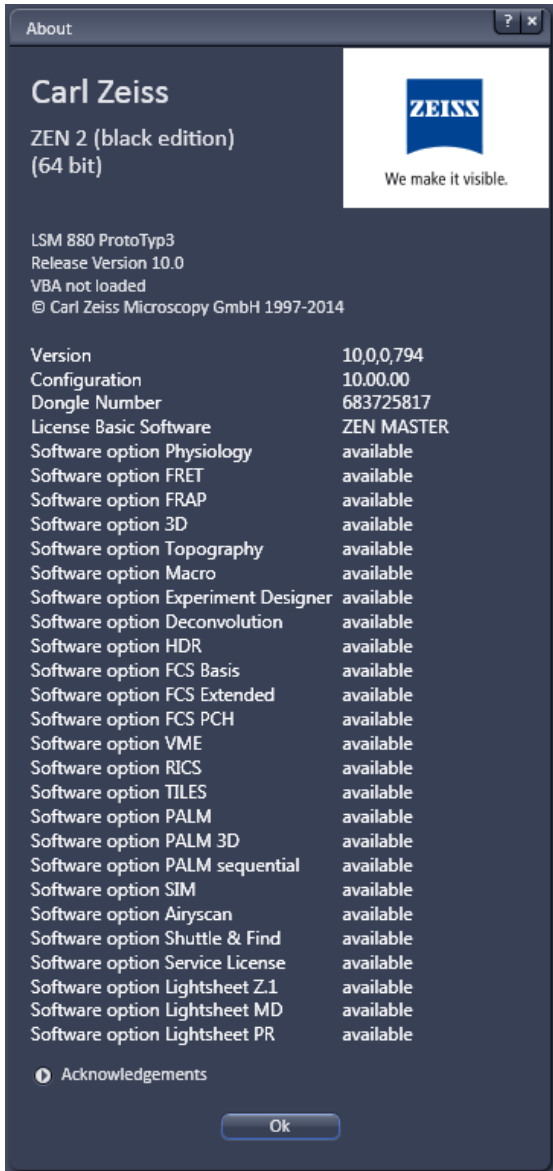 About
? ×
Carl Zeiss
ZEN 2 (black edition)
(64 bit)
ZEISS
We make it visible.
LSM 880 ProtoTyp3
Release Version 10.0
VBA not loaded
© Carl Zeiss Microscopy GmbH 1997-2014
Version 10,0,0,794
Configuration 10.00.00
Dongle Number 683725817
License Basic Software ZEN MASTER
Software option Physiology available
Software option FRET available
Software option FRAP available
Software option 3D available
Software option Topography available
Software option Macro available
Software option Experiment Designer available
Software option Deconvolution available
Software option HDR available
Software option FCS Basis available
Software option FCS Extended available
Software option FCS PCH available
Software option VME available
Software option RICS available
Software option TILES available
Software option PALM available
Software option PALM 3D available
Software option PALM sequential available
Software option SIM available
Software option Airyscan available
Software option Shuttle & Find available
Software option Service License available
Software option Lightsheet Z.1 available
Software option Lightsheet MD available
Software option Lightsheet PR available
Acknowledgements
Ok